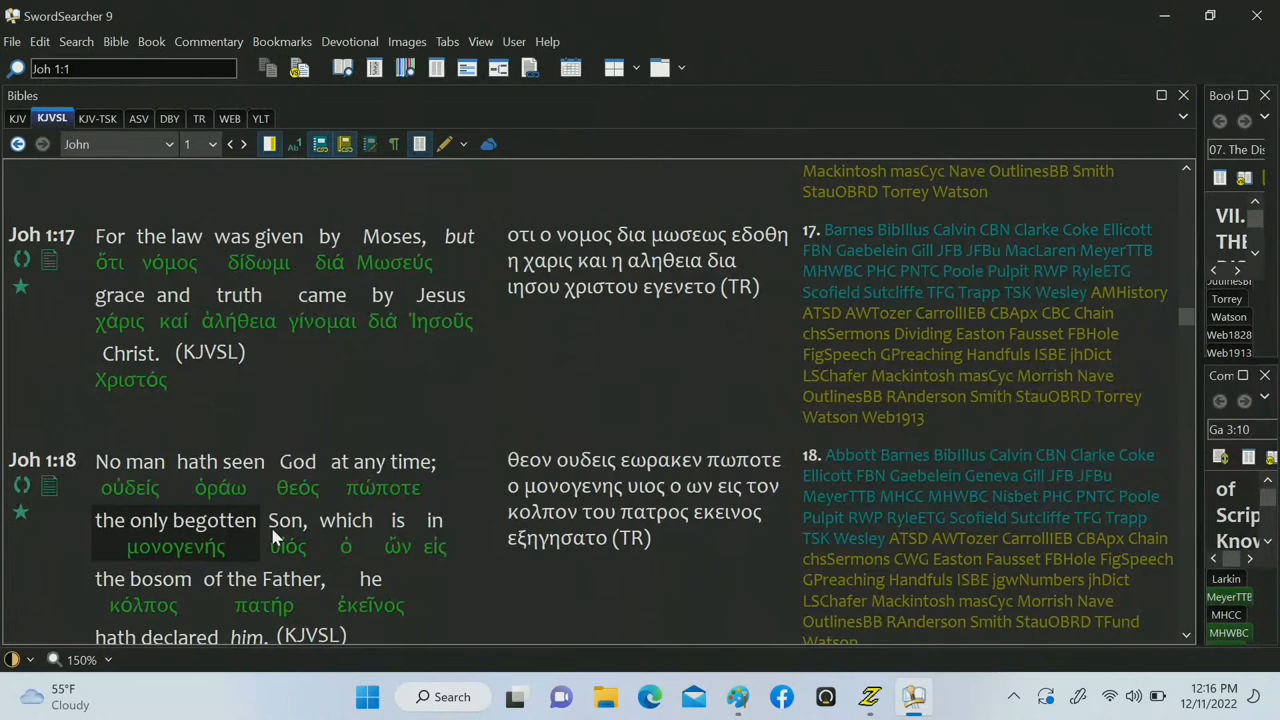 SwordSearcher 9
File Edit Search Bible Book Commentary Bookmarks Devotional Images Tabs View User Help
Joh 1:1
Bibles
KJV KJVSL KJV-TSK ASV DBY TR WEB YLT
John 1
Mackintosh masCyc Nave OutlinesBB Smith
StauOBRD Torrey Watson
Joh 1:17
For the law was given by Moses, but
ὅτι νόμος δίδωμι διά Μωσεύς
grace and truth came by Jesus
χάρις καί ἀλήθεια γίνομαι διά Ἰησοῦς
Christ. (KJVSL)
Χριστός
οτι ο νομος δια μωσεως εδοθη
η χαρις και η αληθεια δια
ιησου χριστου εγενετο (TR)
17. Barnes BibIllus Calvin CBN Clarke Coke Ellicott
FBN Gaebelein Gill JFB JFBu MacLaren MeyerTTB
MHWBC PHC PNTC Poole Pulpit RWP RyleETG
Scofield Sutcliffe TFG Trapp TSK Wesley AMHistory
ATSD AWTozer CarrollIEB CBApx CBC Chain
chsSermons Dividing Easton Fausset FBHole
FigSpeech GPreaching Handfuls ISBE jhDict
LSChafer Mackintosh masCyc Morrish Nave
OutlinesBB RAnderson Smith StauOBRD Torrey
Watson Web1913
Joh 1:18
No man hath seen God at any time;
οὐδείς ὁράω θεός πώποτε
the only begotten Son, which is in
μονογενής υἱός ὁ ὤν εἰς
the bosom of the Father, he
κόλπος πατήρ ἐκεῖνος
hath declared him. (KJVSL)
θεον ουδεις εωρακεν πωποτε
ο μονογενης υιος ο ων εις τον
κολπον του πατρος εκεινος
εξηγησατο (TR)
18. Abbott Barnes BibIllus Calvin CBN Clarke Coke
Ellicott FBN Gaebelein Geneva Gill JFB JFBu
MeyerTTB MHCC MHWBC Nisbet PHC PNTC Poole
Pulpit RWP RyleETG Scofield Sutcliffe TFG Trapp
TSK Wesley ATSD AWTozer CarrollIEB CBApx Chain
chsSermons CWG Easton Fausset FBHole FigSpeech
GPreaching Handfuls ISBE jgwNumbers jhDict
LSChafer Mackintosh masCyc Morrish Nave
OutlinesBB RAnderson Smith StauOBRD TFund
Watson
Bool
07. The Dis
VII.
THE
OutlinesBB
Torrey
Watson
Web1828
Web1913
Com
Ga 3:10
of
Scrip
Know
Larkin
MeyerTTB
MHCC
MHWBC
150%
55°F
Cloudy
Search
12:16 PM
12/11/2022